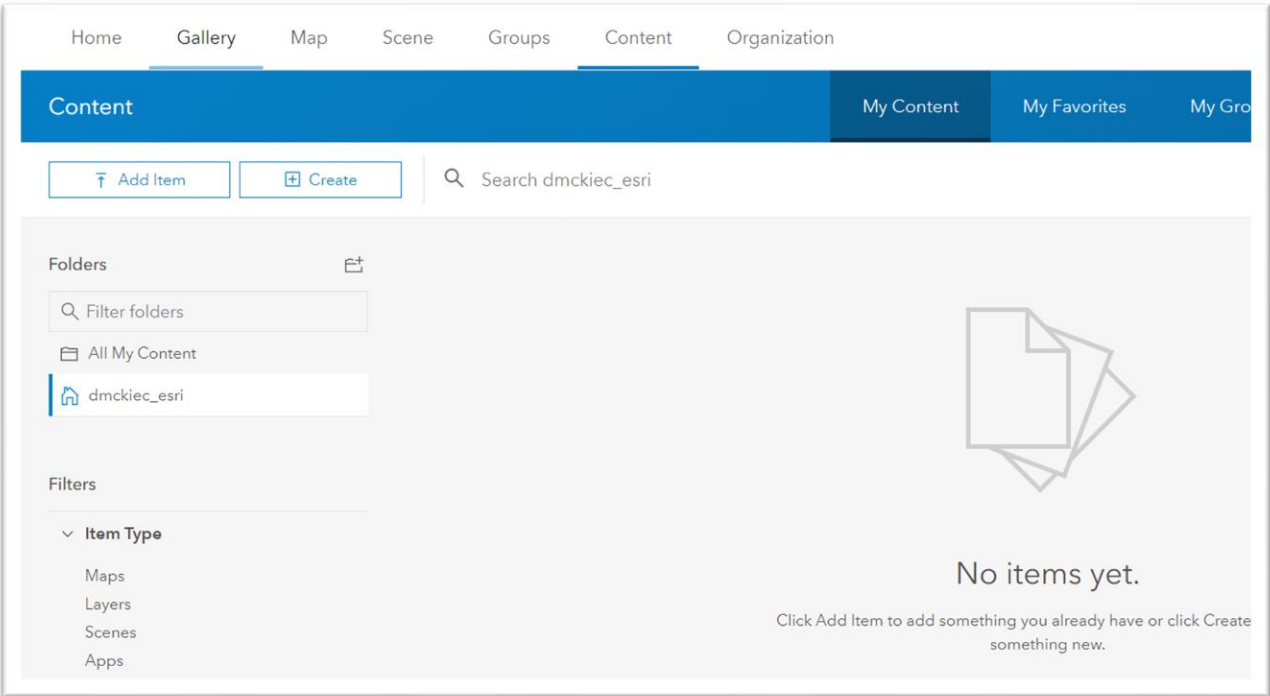 Home Gallery Map Scene Groups Content Organization
Content My Content My Favorites My Gro
Add Item Create Search dmckiec_esri
Folders
Filter folders
All My Content
dmckiec_esri
Filters
Item Type
Maps
Layers
Scenes
Apps
No items yet.
Click Add Item to add something you already have or click Create
something new.